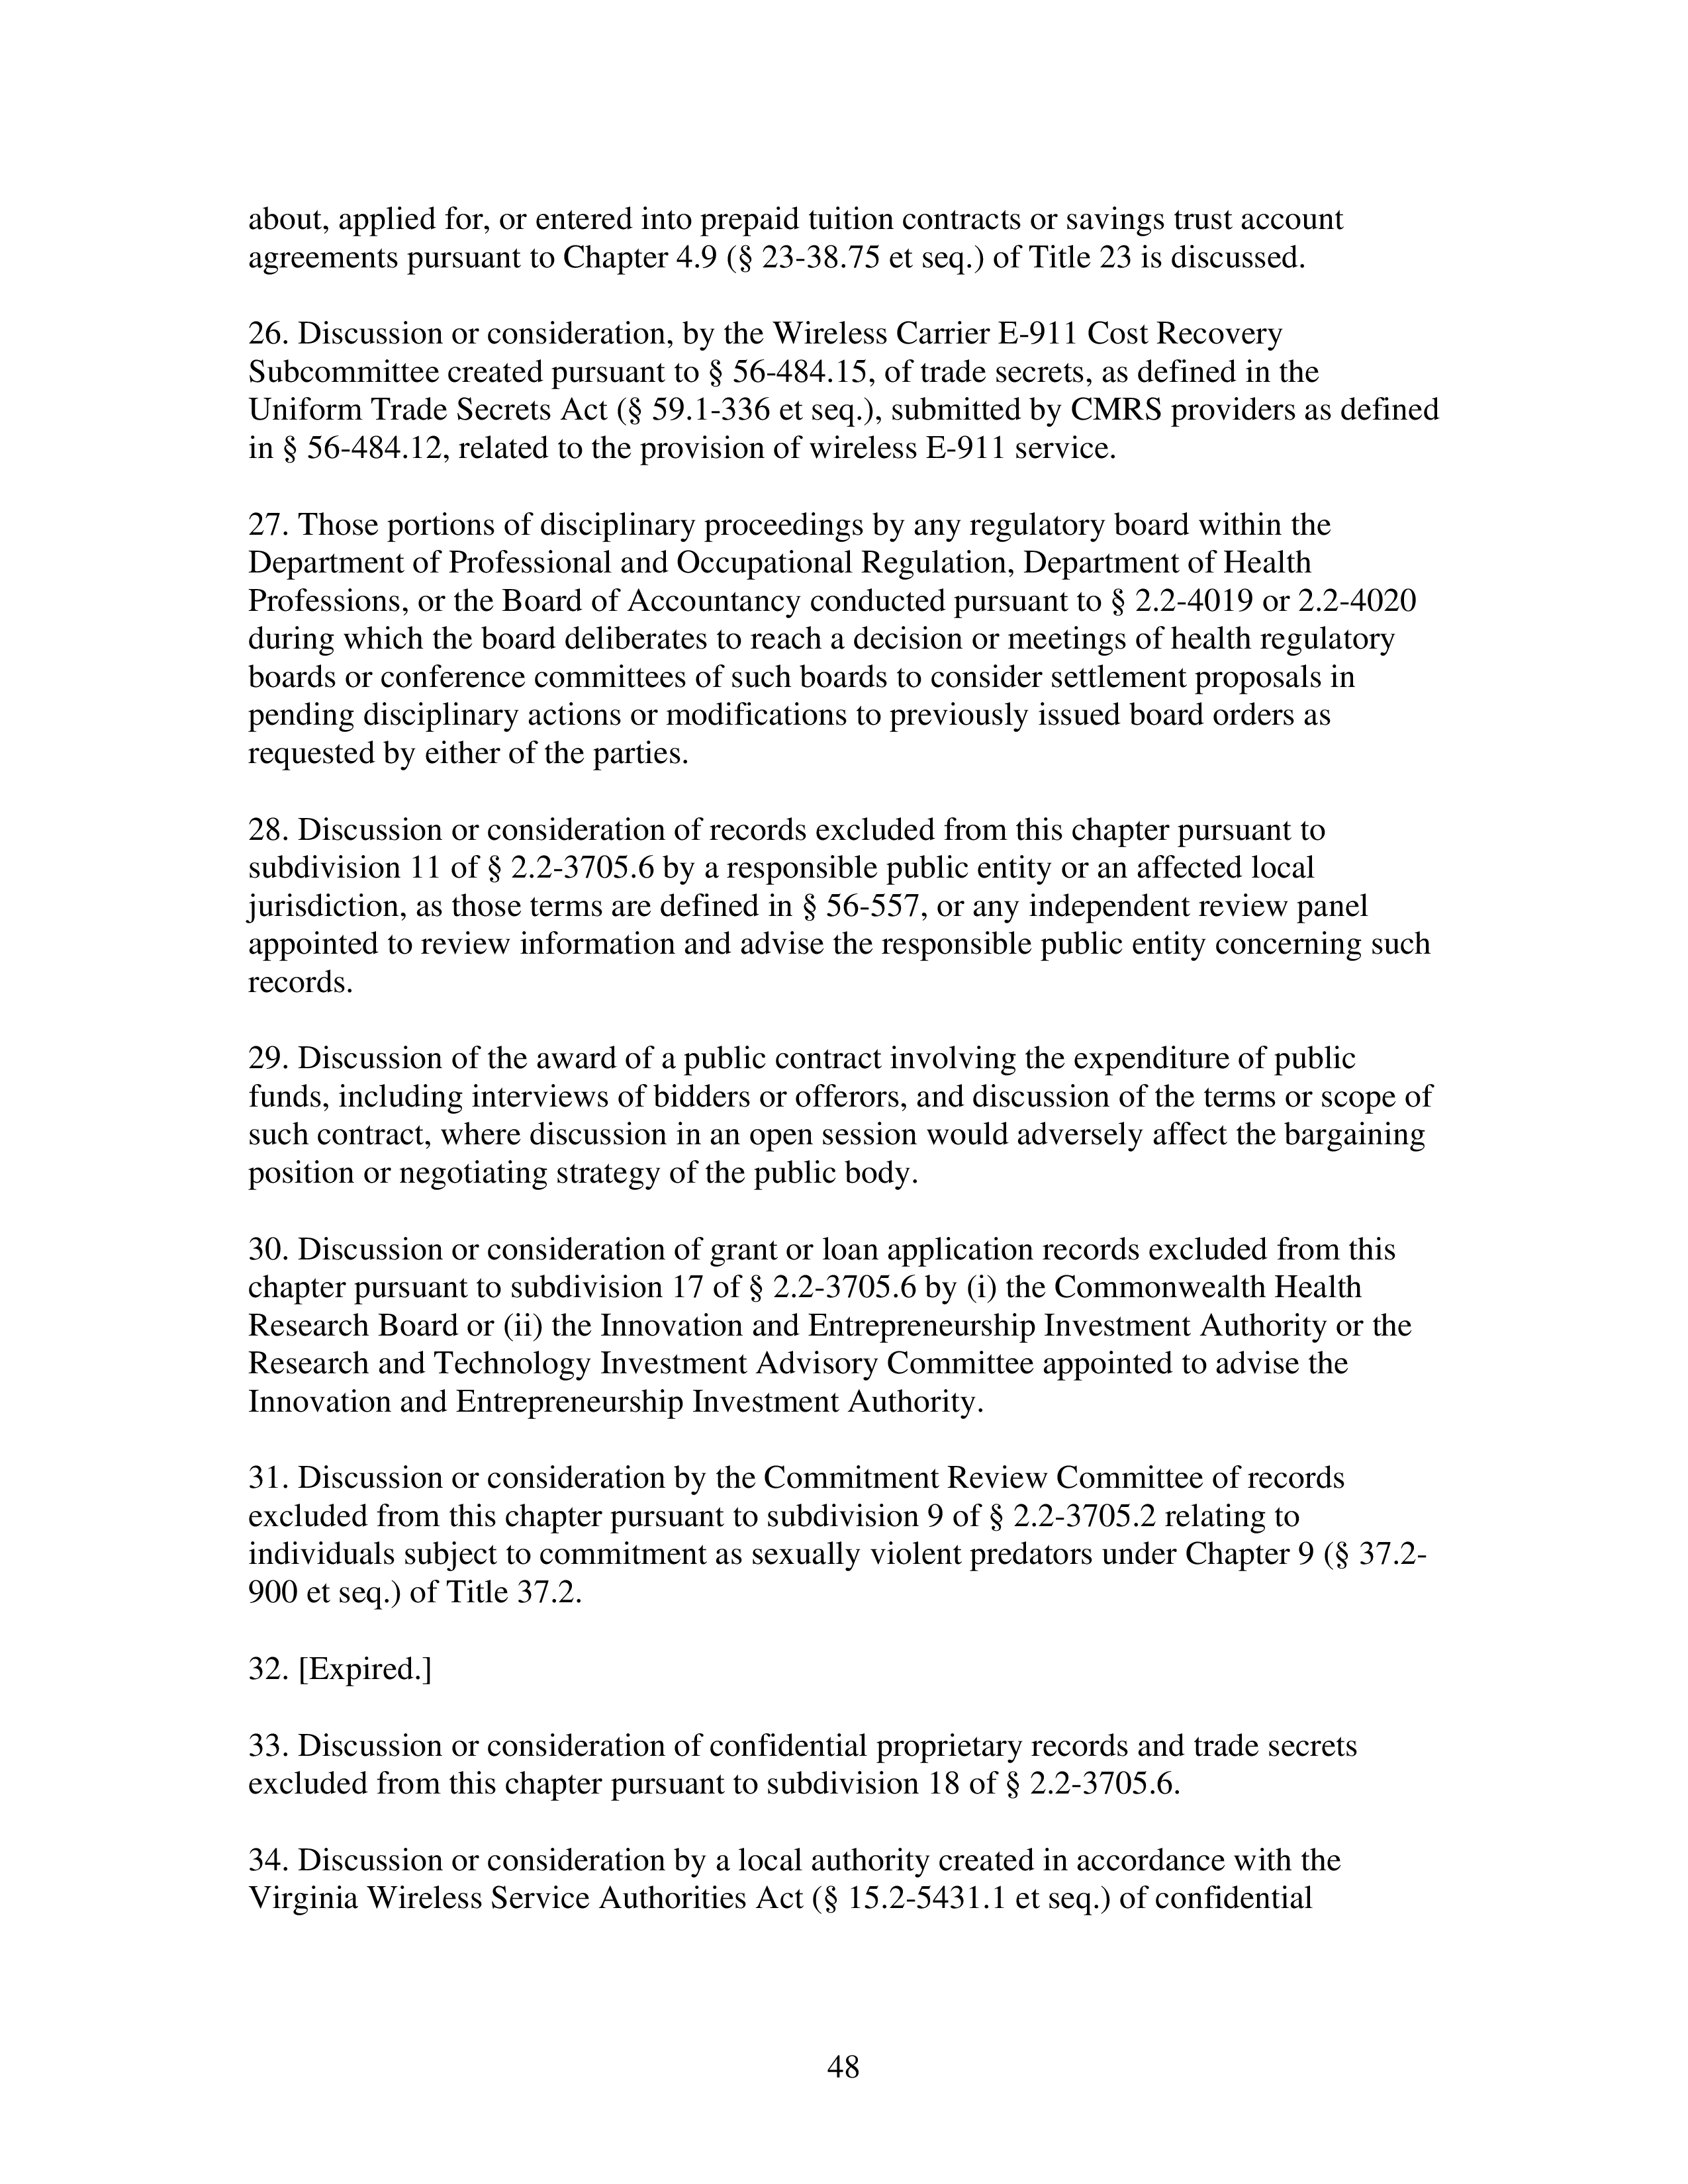 about, applied for, or entered into prepaid tuition contracts or savings trust account
agreements pursuant to Chapter 4.9 (§ 23-38.75 et seq.) of Title 23 is discussed.
26. Discussion or consideration, by the Wireless Carrier E-911 Cost Recovery
Subcommittee created pursuant to § 56-484.15, of trade secrets, as defined in the
Uniform Trade Secrets Act (§ 59.1-336 et seq.), submitted by CMRS providers as defined
in § 56-484.12, related to the provision of wireless E-911 service.
27. Those portions of disciplinary proceedings by any regulatory board within the
Department of Professional and Occupational Regulation, Department of Health
Professions, or the Board of Accountancy conducted pursuant to § 2.2-4019 or 2.2-4020
during which the board deliberates to reach a decision or meetings of health regulatory
boards or conference committees of such boards to consider settlement proposals in
pending disciplinary actions or modifications to previously issued board orders as
requested by either of the parties.
28. Discussion or consideration of records excluded from this chapter pursuant to
subdivision 11 of § 2.2-3705.6 by a responsible public entity or an affected local
jurisdiction, as those terms are defined in § 56-557, or any independent review panel
appointed to review information and advise the responsible public entity concerning such
records.
29. Discussion of the award of a public contract involving the expenditure of public
funds, including interviews of bidders or offerors, and discussion of the terms or scope of
such contract, where discussion in an open session would adversely affect the bargaining
position or negotiating strategy of the public body.
30. Discussion or consideration of grant or loan application records excluded from this
chapter pursuant to subdivision 17 of § 2.2-3705.6 by (i) the Commonwealth Health
Research Board or (ii) the Innovation and Entrepreneurship Investment Authority or the
Research and Technology Investment Advisory Committee appointed to advise the
Innovation and Entrepreneurship Investment Authority.
31. Discussion or consideration by the Commitment Review Committee of records
excluded from this chapter pursuant to subdivision 9 of § 2.2-3705.2 relating to
individuals subject to commitment as sexually violent predators under Chapter 9 (§ 37.2-
900 et seq.) of Title 37.2.
32. [Expired.]
33. Discussion or consideration of confidential proprietary records and trade secrets
excluded from this chapter pursuant to subdivision 18 of § 2.2-3705.6.
34. Discussion or consideration by a local authority created in accordance with the
Virginia Wireless Service Authorities Act (§ 15.2-5431.1 et seq.) of confidential
48